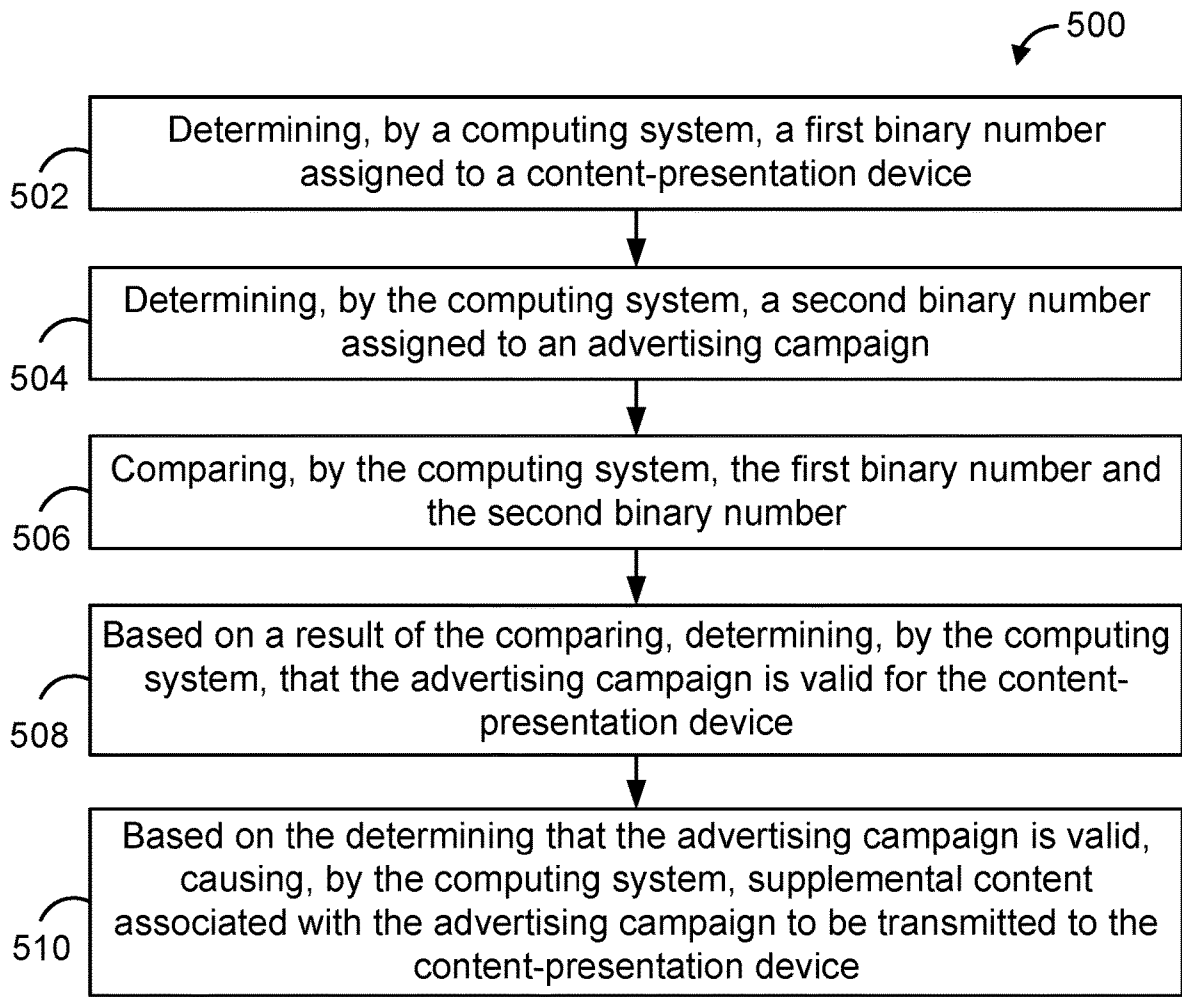 500
Determining, by a computing system, a first binary number
assigned to a content-presentation device
502
Determining, by the computing system, a second binary number
assigned to an advertising campaign
504
Comparing, by the computing system, the first binary number and
the second binary number
506
Based on a result of the comparing, determining, by the computing
system, that the advertising campaign is valid for the content-
presentation device
508
Based on the determining that the advertising campaign is valid,
causing, by the computing system, supplemental content
associated with the advertising campaign to be transmitted to the
content-presentation device
510